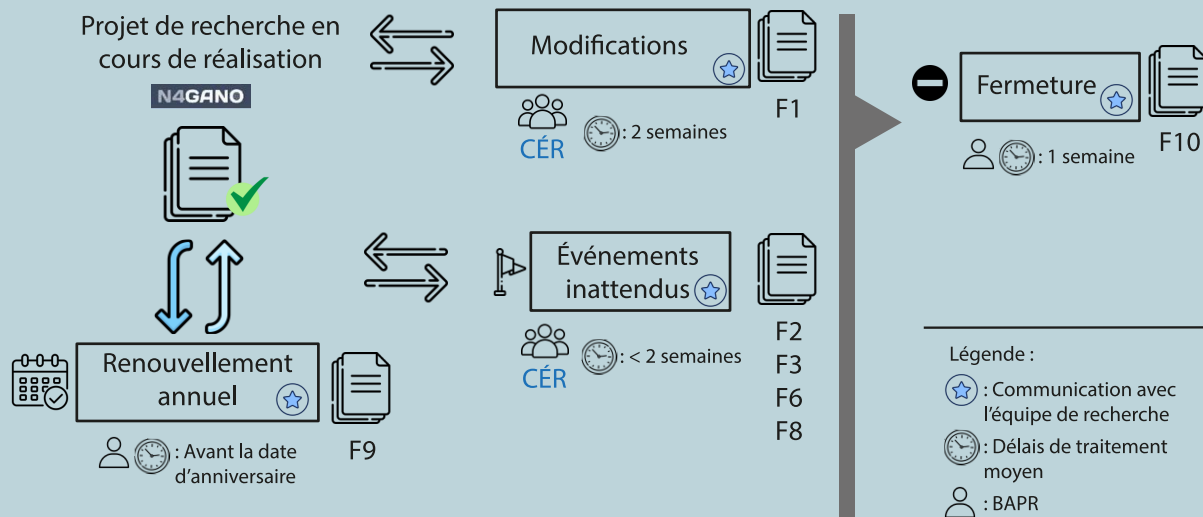 Projet de recherche en
cours de réalisation
N4GANO
Modifications
F1
CÉR
: 2 semaines
Événements
inattendus
F2
F3
F6
F8
CÉR
: < 2 semaines
Renouvellement
annuel
F9
: Avant la date
d'anniversaire
Fermeture
F10
: 1 semaine
Légende :
: Communication avec
l'équipe de recherche
: Délais de traitement
moyen
: BAPR